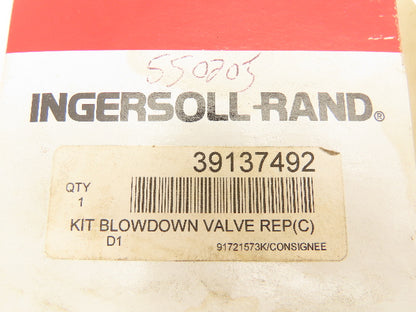 550205
INGERSOLL-RAND®
39137492
QTY
1
KIT BLOWDOWN VALVE REP(C)
D1
91721573K/CONSIGNEE